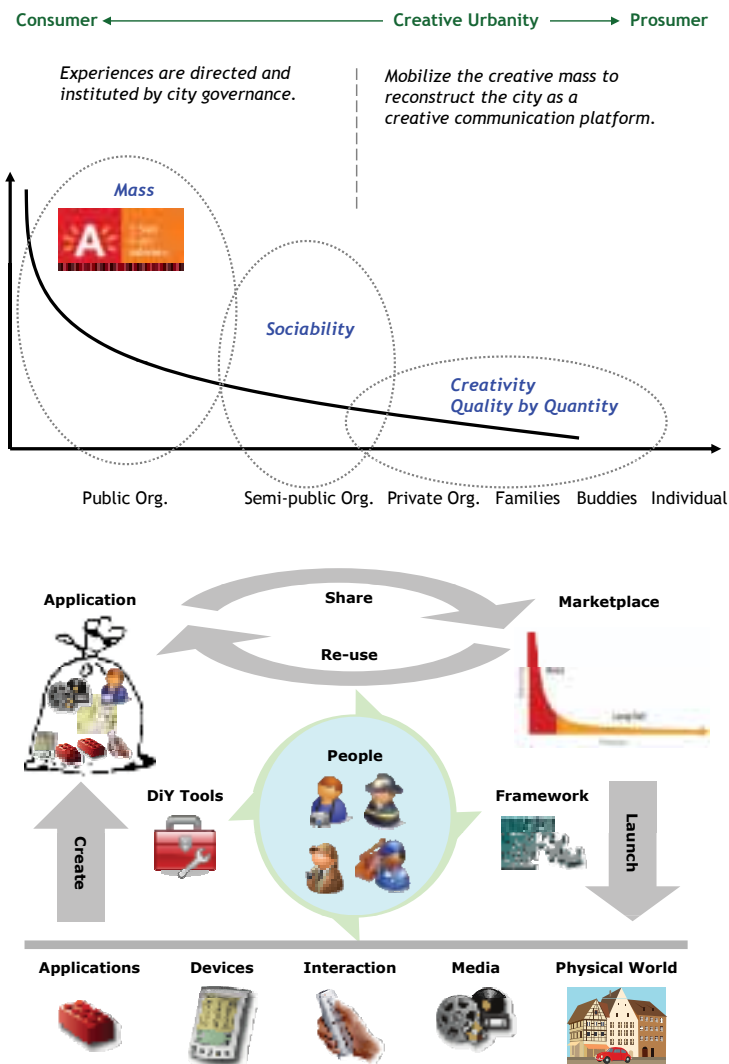 Consumer Creative Urbanity Prosumer
Experiences are directed and
instituted by city governance.
Mobilize the creative mass to
reconstruct the city as a
creative communication platform.
Mass
A
Sociability
Creativity
Quality by Quantity
Public Org. Semi-public Org. Private Org. Families Buddies Individual
Application
Share
Marketplace
Re-use
People
DiY Tools
Framework
Create
Launch
Applications Devices Interaction Media Physical World